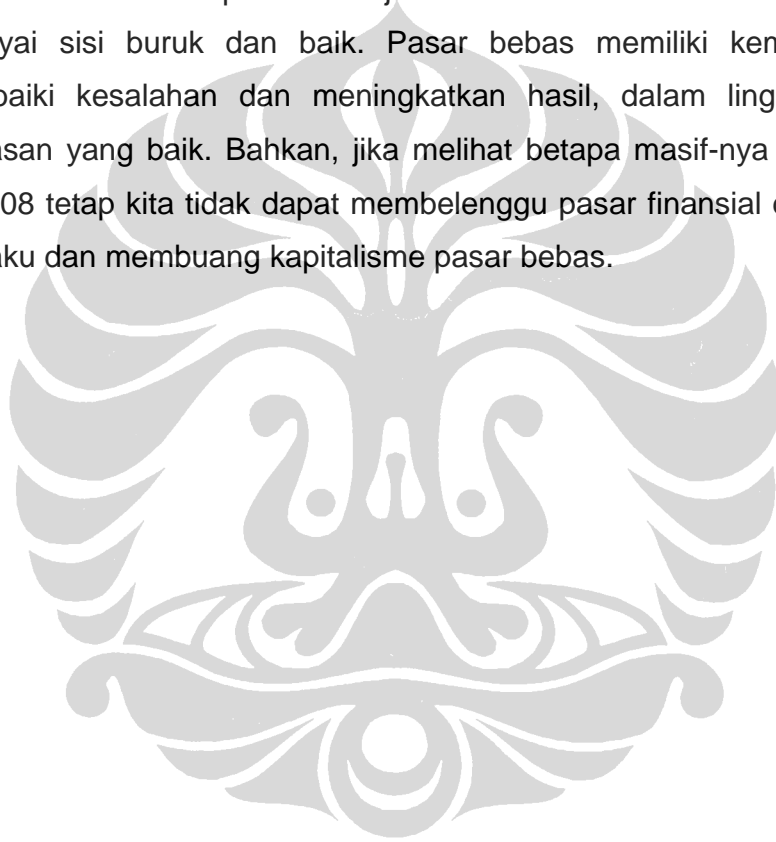 yai sisi buruk dan baik. Pasar bebas memiliki kem
baiki kesalahan dan meningkatkan hasil, dalam ling
asan yang baik. Bahkan, jika melihat betapa masif-nya
08 tetap kita tidak dapat membelenggu pasar finansial
aku dan membuang kapitalisme pasar bebas.